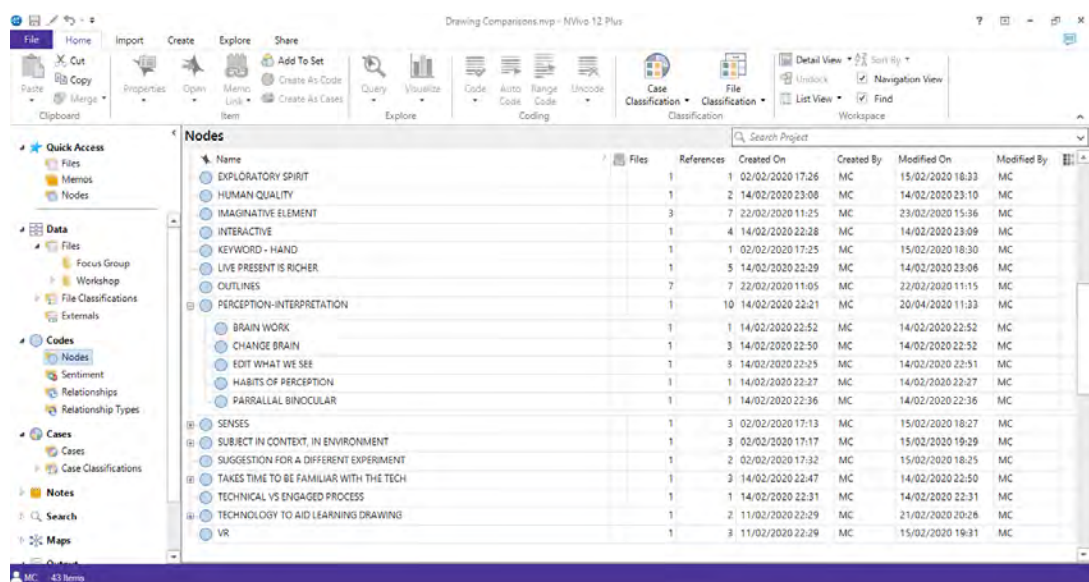 Drawing Comparisons.nvp - NVivo 12 Plus
File Home Import Create Explore Share
Cut
Copy
Merge
Paste
Clipboard
Properties
Open
Memo Link
Add To Set
Create As Code
Create As Cases
Item
Query
Visualize
Explore
Code
Auto Code
Range Code
Uncode
Coding
Case Classification
File Classification
Classification
Detail View
Sort By
Undock
Navigation View
List View
Find
Workspace
Quick Access
Files
Memos
Nodes
Data
Files
Focus Group
Workshop
File Classifications
Externals
Codes
Nodes
Sentiment
Relationships
Relationship Types
Cases
Cases
Case Classifications
Notes
Search
Maps
Output
Nodes
Search Project
Name Files References Created On Created By Modified On Modified By
EXPLORATORY SPIRIT 1 1 02/02/2020 17:26 MC 15/02/2020 18:33 MC
HUMAN QUALITY 1 2 14/02/2020 23:08 MC 14/02/2020 23:10 MC
IMAGINATIVE ELEMENT 3 7 22/02/2020 11:25 MC 23/02/2020 15:36 MC
INTERACTIVE 1 4 14/02/2020 22:28 MC 14/02/2020 23:09 MC
KEYWORD - HAND 1 1 02/02/2020 17:25 MC 15/02/2020 18:30 MC
LIVE PRESENT IS RICHER 1 5 14/02/2020 22:29 MC 14/02/2020 23:06 MC
OUTLINES 7 7 22/02/2020 11:05 MC 22/02/2020 11:15 MC
PERCEPTION-INTERPRETATION 1 10 14/02/2020 22:21 MC 20/04/2020 11:33 MC
BRAIN WORK 1 1 14/02/2020 22:52 MC 14/02/2020 22:52 MC
CHANGE BRAIN 1 3 14/02/2020 22:50 MC 14/02/2020 22:52 MC
EDIT WHAT WE SEE 1 3 14/02/2020 22:25 MC 14/02/2020 22:51 MC
HABITS OF PERCEPTION 1 1 14/02/2020 22:27 MC 14/02/2020 22:27 MC
PARRALLAL BINOCULAR 1 1 14/02/2020 22:36 MC 14/02/2020 22:36 MC
SENSES 1 3 02/02/2020 17:13 MC 15/02/2020 18:27 MC
SUBJECT IN CONTEXT, IN ENVIRONMENT 1 3 02/02/2020 17:17 MC 15/02/2020 19:29 MC
SUGGESTION FOR A DIFFERENT EXPERIMENT 1 2 02/02/2020 17:32 MC 15/02/2020 18:25 MC
TAKES TIME TO BE FAMILIAR WITH THE TECH 1 3 14/02/2020 22:47 MC 14/02/2020 22:50 MC
TECHNICAL VS ENGAGED PROCESS 1 1 14/02/2020 22:31 MC 14/02/2020 22:31 MC
TECHNOLOGY TO AID LEARNING DRAWING 1 2 11/02/2020 22:29 MC 21/02/2020 20:26 MC
VR 1 3 11/02/2020 22:29 MC 15/02/2020 19:31 MC
MC 43 Items